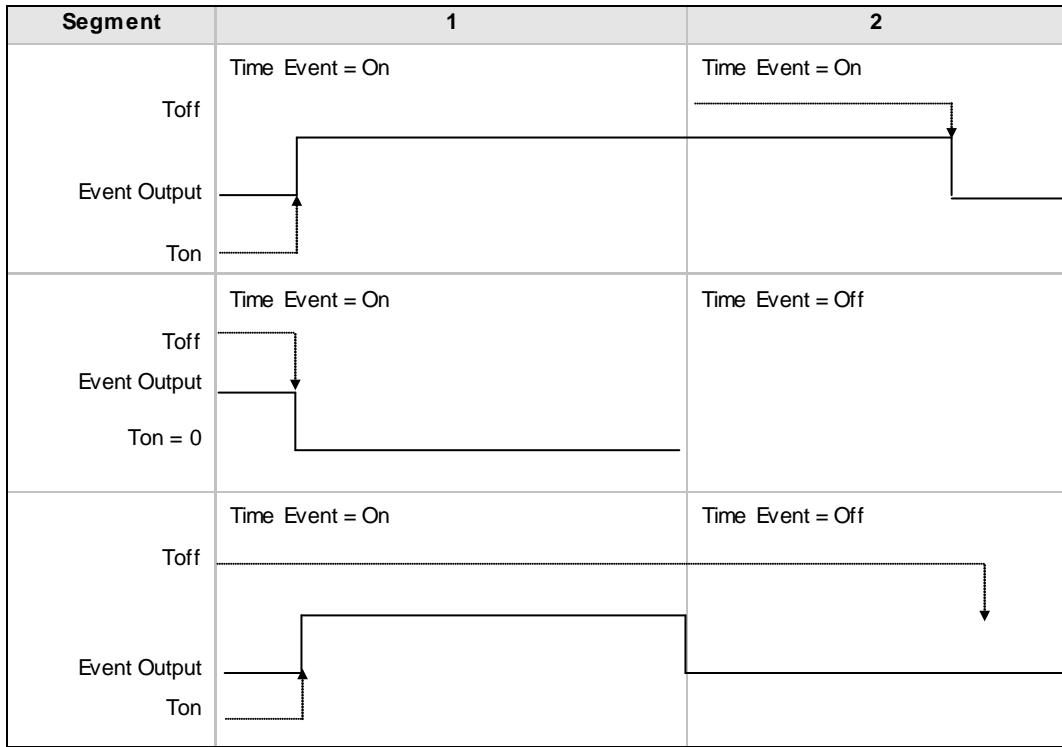 Segment 1 2
Time Event = On Time Event = On
Toff
Event Output
Ton
Time Event = On Time Event = Off
Toff
Event Output
Ton = 0
Time Event = On Time Event = Off
Toff
Event Output
Ton